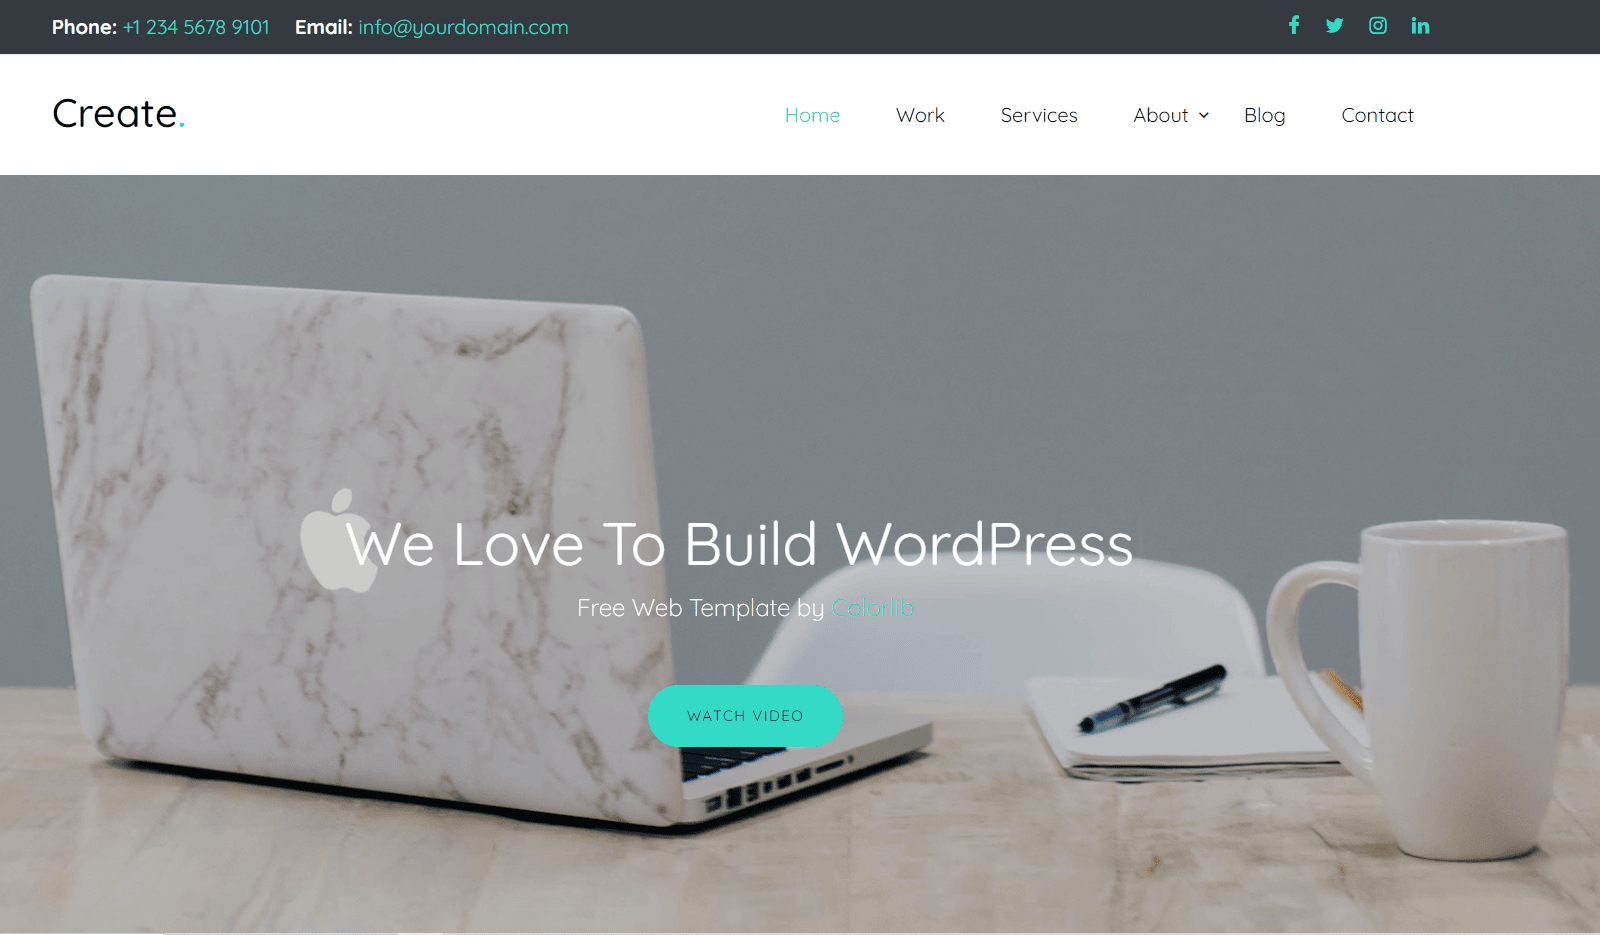 Phone: +1 234 5678 9101 Email: info@yourdomain.com
Create.
Home Work Services About Blog Contact
We Love To Build WordPress
Free Web Template by Colorlib
WATCH VIDEO